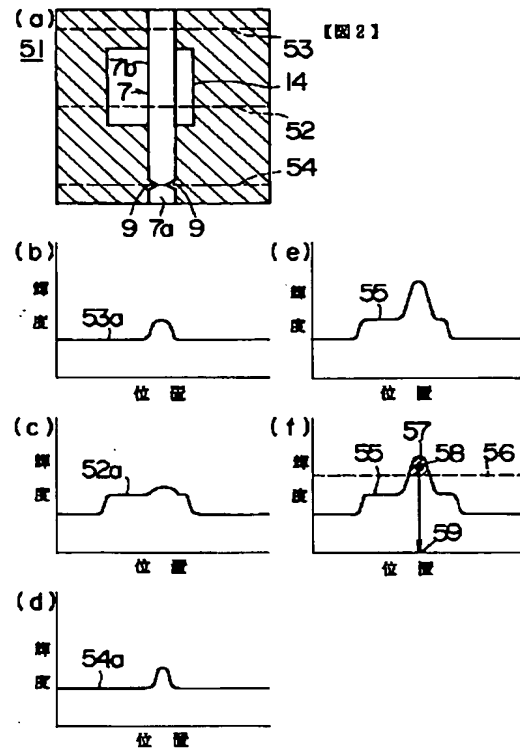 (a)
51
【図2】
53
7b
7
14
52
54
9
7a
9
(b)
輝度
53a
位置
(e)
輝度
55
位置
(c)
輝度
52a
位置
(f)
輝度
55
57
58
56
59
位置
(d)
輝度
54a
位置